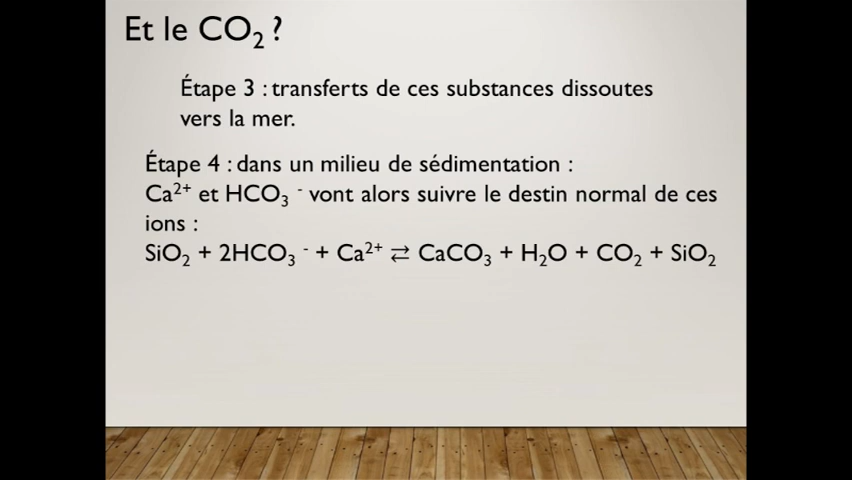 Et le CO₂ ?
Étape 3 : transferts de ces substances dissoutes
vers la mer.
Étape 4 : dans un milieu de sédimentation :
Ca²⁺ et HCO₃ ⁻ vont alors suivre le destin normal de ces
ions :
SiO₂ + 2HCO₃ ⁻ + Ca²⁺ ⇄ CaCO₃ + H₂O + CO₂ + SiO₂